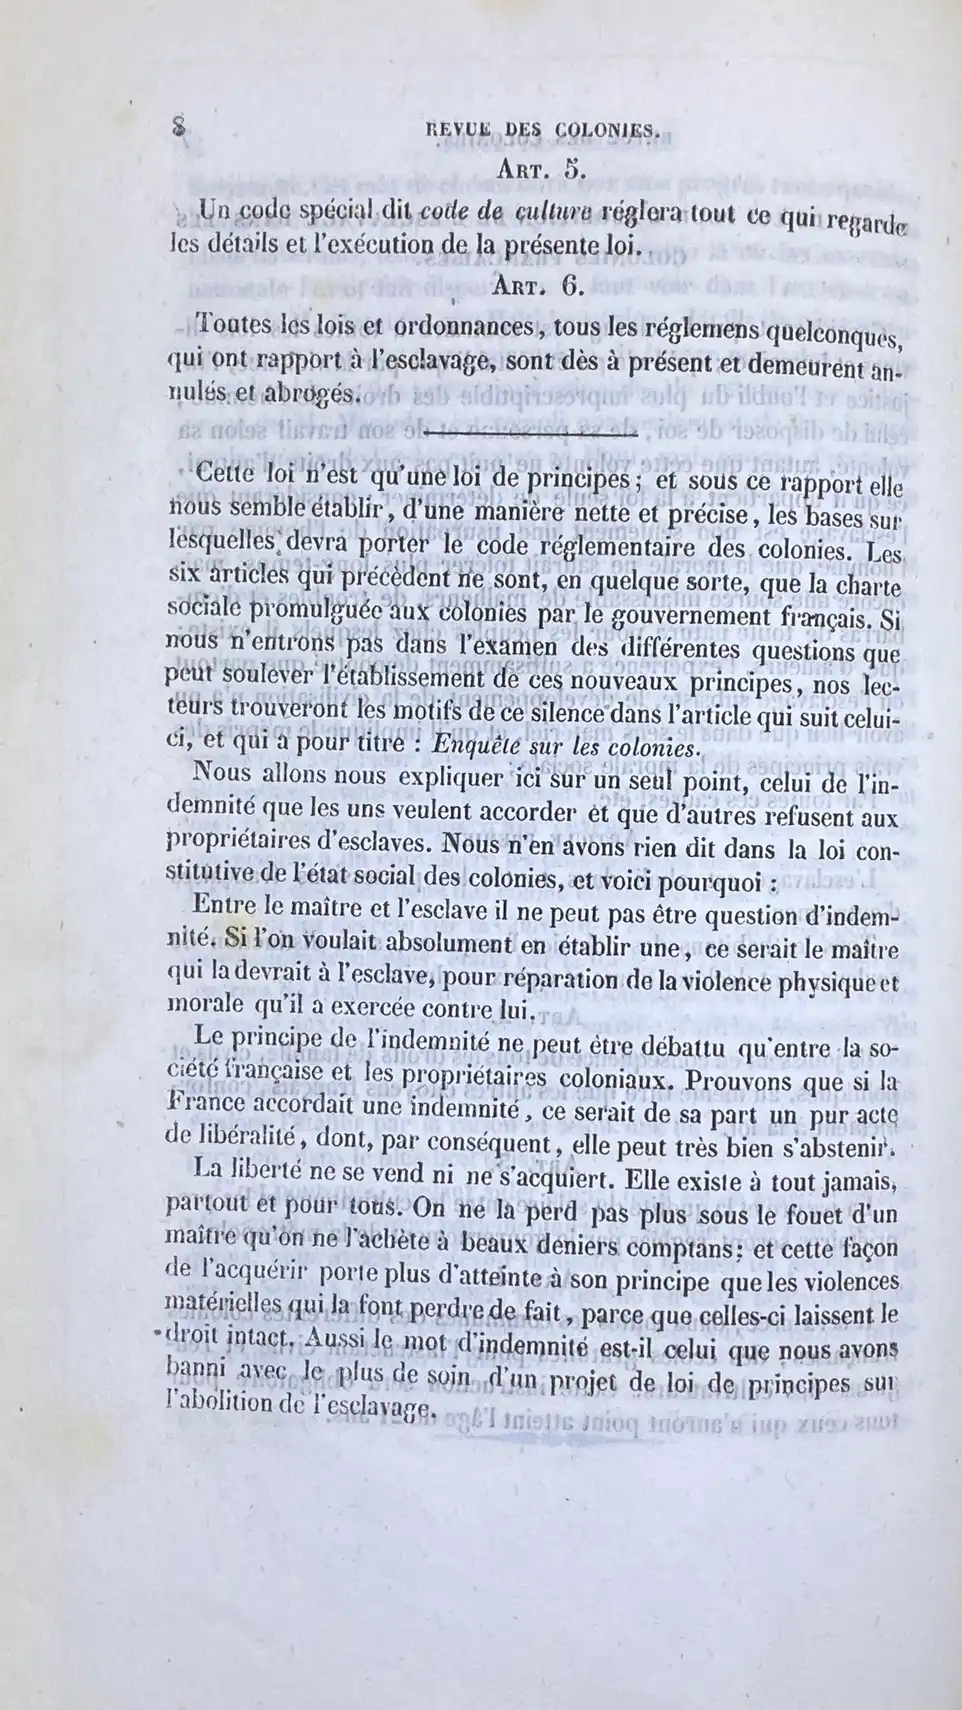 8 REVUE DES COLONIES.
ART. 5.
Un code spécial dit code de culture réglera tout ce qui regarde
les détails et l'exécution de la présente loi.
ART. 6.
Toutes les lois et ordonnances, tous les réglemens quelconques,
qui ont rapport à l'esclavage, sont dès à présent et demeurent an-
nulés et abrogés.
Cette loi n'est qu'une loi de principes; et sous ce rapport elle
nous semble établir, d'une manière nette et précise, les bases sur
lesquelles devra porter le code réglementaire des colonies. Les
six articles qui précèdent ne sont, en quelque sorte, que la charte
sociale promulguée aux colonies par le gouvernement français. Si
nous n'entrons pas dans l'examen des différentes questions que
peut soulever l'établissement de ces nouveaux principes, nos lec-
teurs trouveront les motifs de ce silence dans l'article qui suit celui-
ci, et qui a pour titre : Enquête sur les colonies.
Nous allons nous expliquer ici sur un seul point, celui de l'in-
demnité que les uns veulent accorder et que d'autres refusent aux
propriétaires d'esclaves. Nous n'en avons rien dit dans la loi con-
stitutive de l'état social des colonies, et voici pourquoi :
Entre le maître et l'esclave il ne peut pas être question d'indem-
nité. Si l'on voulait absolument en établir une, ce serait le maître
qui la devrait à l'esclave, pour réparation de la violence physique et
morale qu'il a exercée contre lui.
Le principe de l'indemnité ne peut être débattu qu'entre la so-
ciété française et les propriétaires coloniaux. Prouvons que si la
France accordait une indemnité, ce serait de sa part un pur acte
de libéralité, dont, par conséquent, elle peut très bien s'abstenir.
La liberté ne se vend ni ne s'acquiert. Elle existe à tout jamais,
partout et pour tous. On ne la perd pas plus sous le fouet d'un
maître qu'on ne l'achète à beaux deniers comptans; et cette façon
de l'acquérir porte plus d'atteinte à son principe que les violences
matérielles qui la font perdre de fait, parce que celles-ci laissent le
droit intact. Aussi le mot d'indemnité est-il celui que nous avons
banni avec le plus de soin d'un projet de loi de principes sur
l'abolition de l'esclavage.